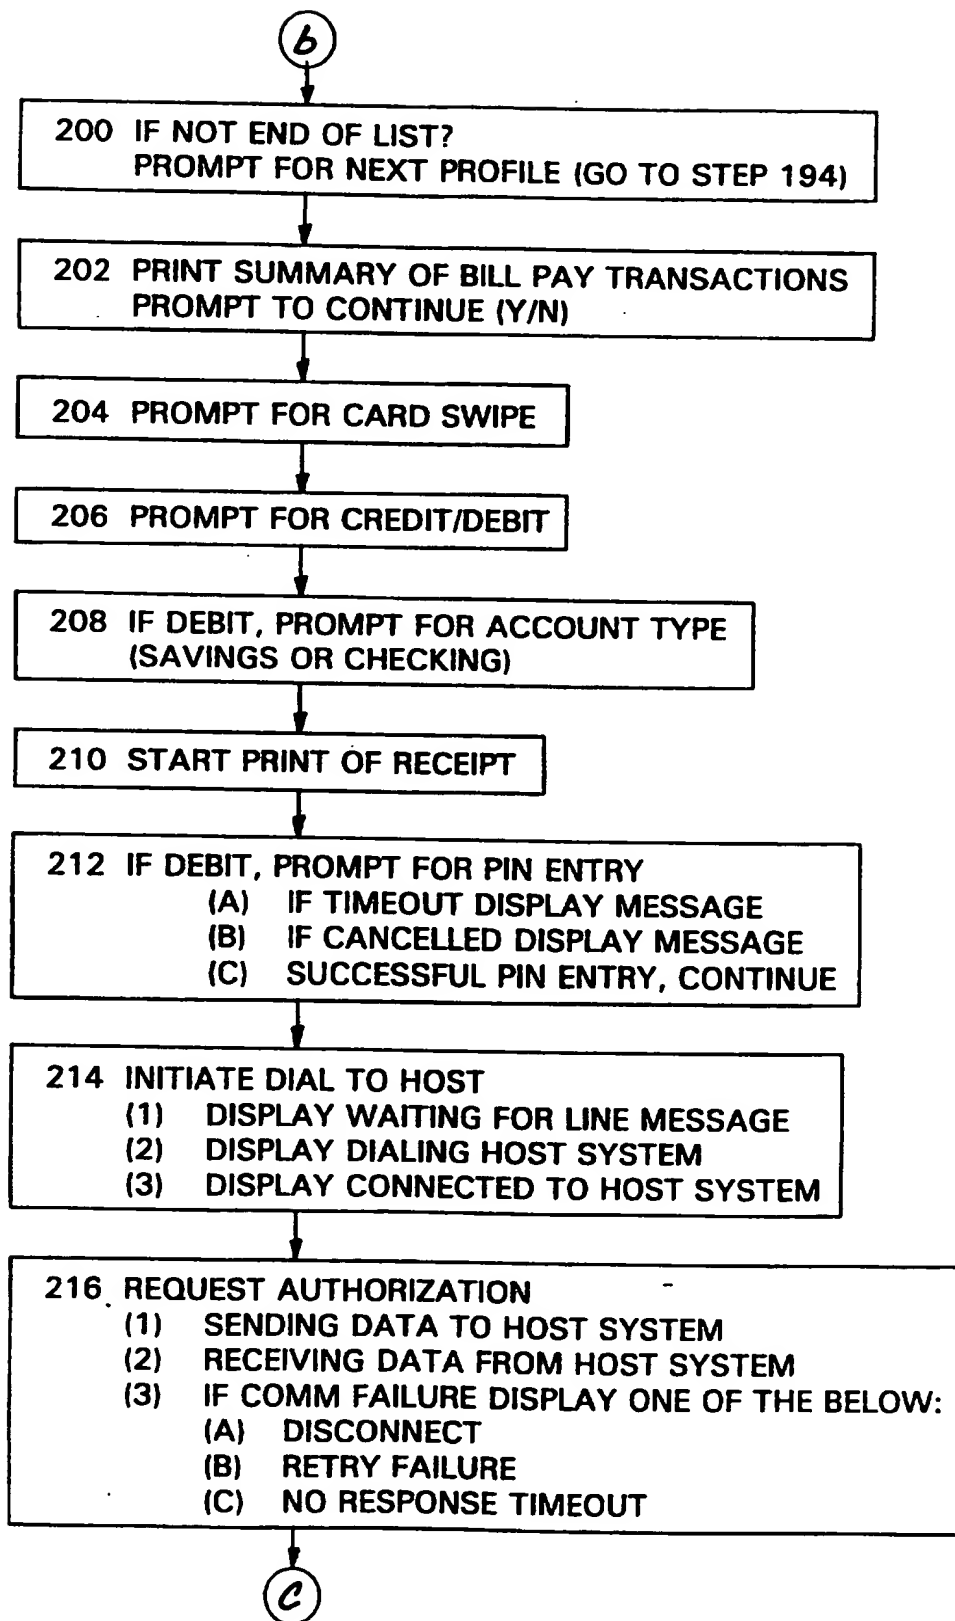 b
200 IF NOT END OF LIST?
PROMPT FOR NEXT PROFILE (GO TO STEP 194)
202 PRINT SUMMARY OF BILL PAY TRANSACTIONS
PROMPT TO CONTINUE (Y/N)
204 PROMPT FOR CARD SWIPE
206 PROMPT FOR CREDIT/DEBIT
208 IF DEBIT, PROMPT FOR ACCOUNT TYPE
(SAVINGS OR CHECKING)
210 START PRINT OF RECEIPT
212 IF DEBIT, PROMPT FOR PIN ENTRY
(A) IF TIMEOUT DISPLAY MESSAGE
(B) IF CANCELLED DISPLAY MESSAGE
(C) SUCCESSFUL PIN ENTRY, CONTINUE
214 INITIATE DIAL TO HOST
(1) DISPLAY WAITING FOR LINE MESSAGE
(2) DISPLAY DIALING HOST SYSTEM
(3) DISPLAY CONNECTED TO HOST SYSTEM
216 REQUEST AUTHORIZATION
(1) SENDING DATA TO HOST SYSTEM
(2) RECEIVING DATA FROM HOST SYSTEM
(3) IF COMM FAILURE DISPLAY ONE OF THE BELOW:
(A) DISCONNECT
(B) RETRY FAILURE
(C) NO RESPONSE TIMEOUT
C